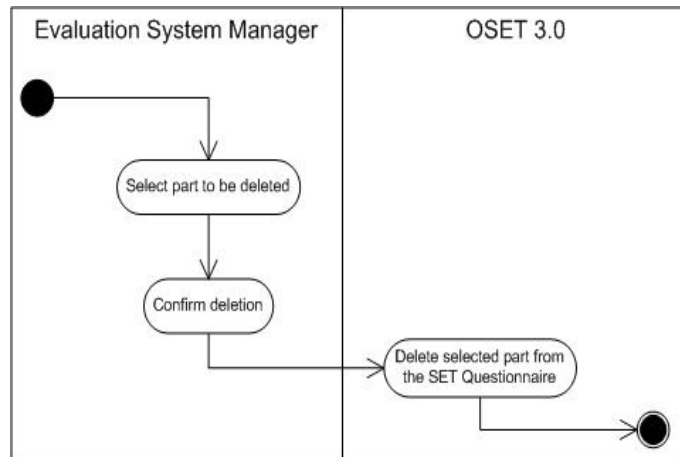 Evaluation System Manager
OSET 3.0
Select part to be deleted
Confirm deletion
Delete selected part from
the SET Questionnaire